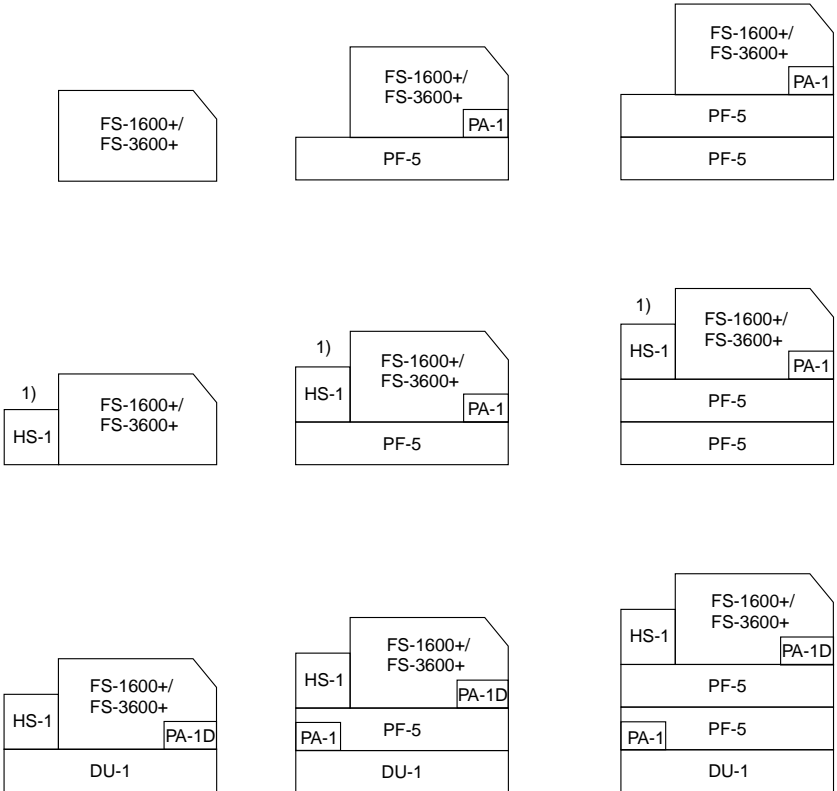 FS-1600+/
FS-3600+
FS-1600+/
FS-3600+
PA-1
PF-5
FS-1600+/
FS-3600+
PA-1
PF-5
PF-5
1)
HS-1
FS-1600+/
FS-3600+
1)
HS-1
FS-1600+/
FS-3600+
PA-1
PF-5
1)
HS-1
FS-1600+/
FS-3600+
PA-1
PF-5
PF-5
HS-1
FS-1600+/
FS-3600+
PA-1D
DU-1
HS-1
FS-1600+/
FS-3600+
PA-1D
PA-1
PF-5
DU-1
HS-1
FS-1600+/
FS-3600+
PA-1D
PF-5
PA-1
PF-5
DU-1